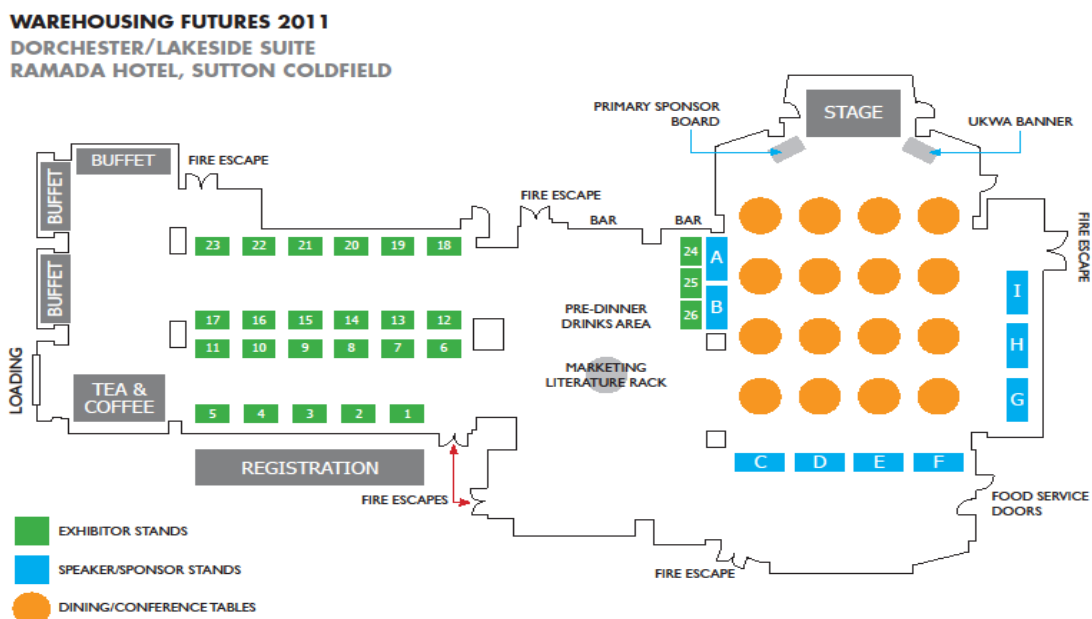 WAREHOUSING FUTURES 2011
DORCHESTER/LAKESIDE SUITE
RAMADA HOTEL, SUTTON COLDFIELD
PRIMARY SPONSOR
BOARD
STAGE
UKWA BANNER
BUFFET
FIRE ESCAPE
BUFFET
BUFFET
FIRE ESCAPE
BAR
BAR
FIRE
ESCAPE
23 22 21 20 19 18
24
25
26
A
B
17 16 15 14 13 12
11 10 9 8 7 6
PRE-DINNER
DRINKS AREA
MARKETING
LITERATURE RACK
I
H
G
LOADING
TEA &
COFFEE
5 4 3 2 1
REGISTRATION
C D E F
FIRE ESCAPES
FOOD SERVICE
DOORS
FIRE ESCAPE
EXHIBITOR STANDS
SPEAKER/SPONSOR STANDS
DINING/CONFERENCE TABLES